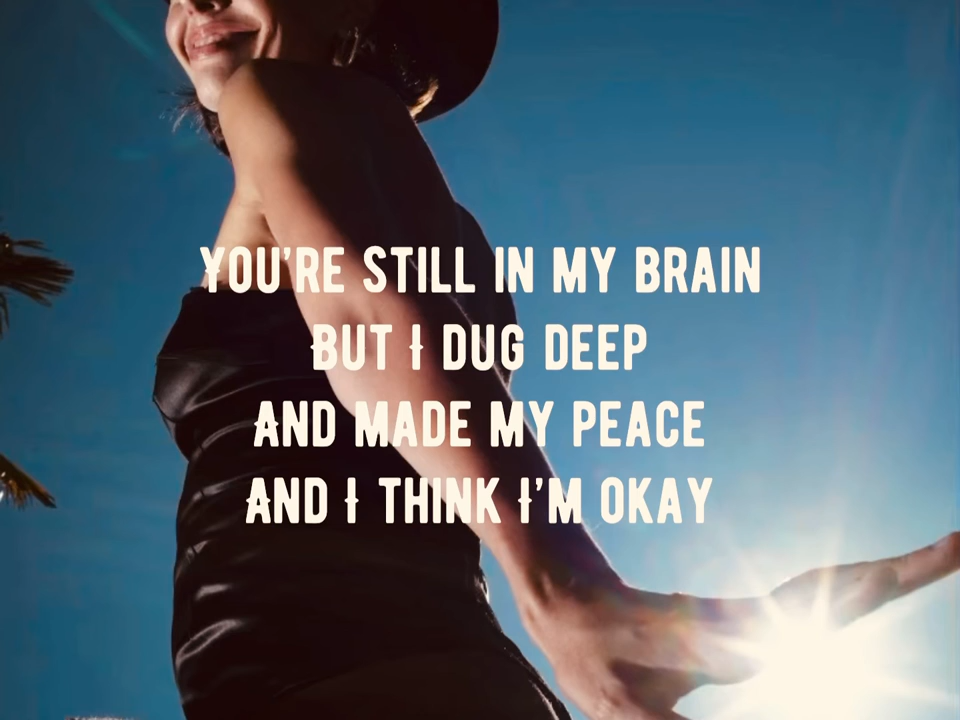 YOU'RE STILL IN MY BRAIN
BUT I DUG DEEP
AND MADE MY PEACE
AND I THINK I'M OKAY